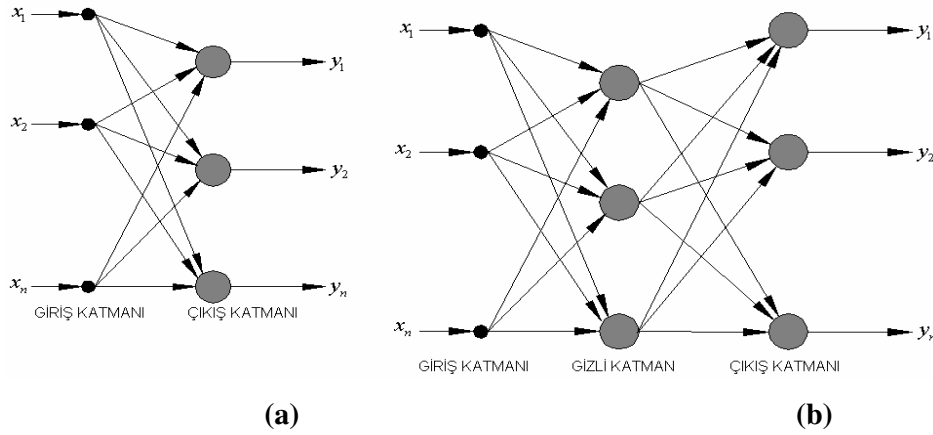 x1
y1
x2
y2
xn
yn
GİRİŞ KATMANI
ÇIKIŞ KATMANI
(a)
x1
y1
x2
y2
xn
yn
GİRİŞ KATMANI
GİZLİ KATMAN
ÇIKIŞ KATMANI
(b)